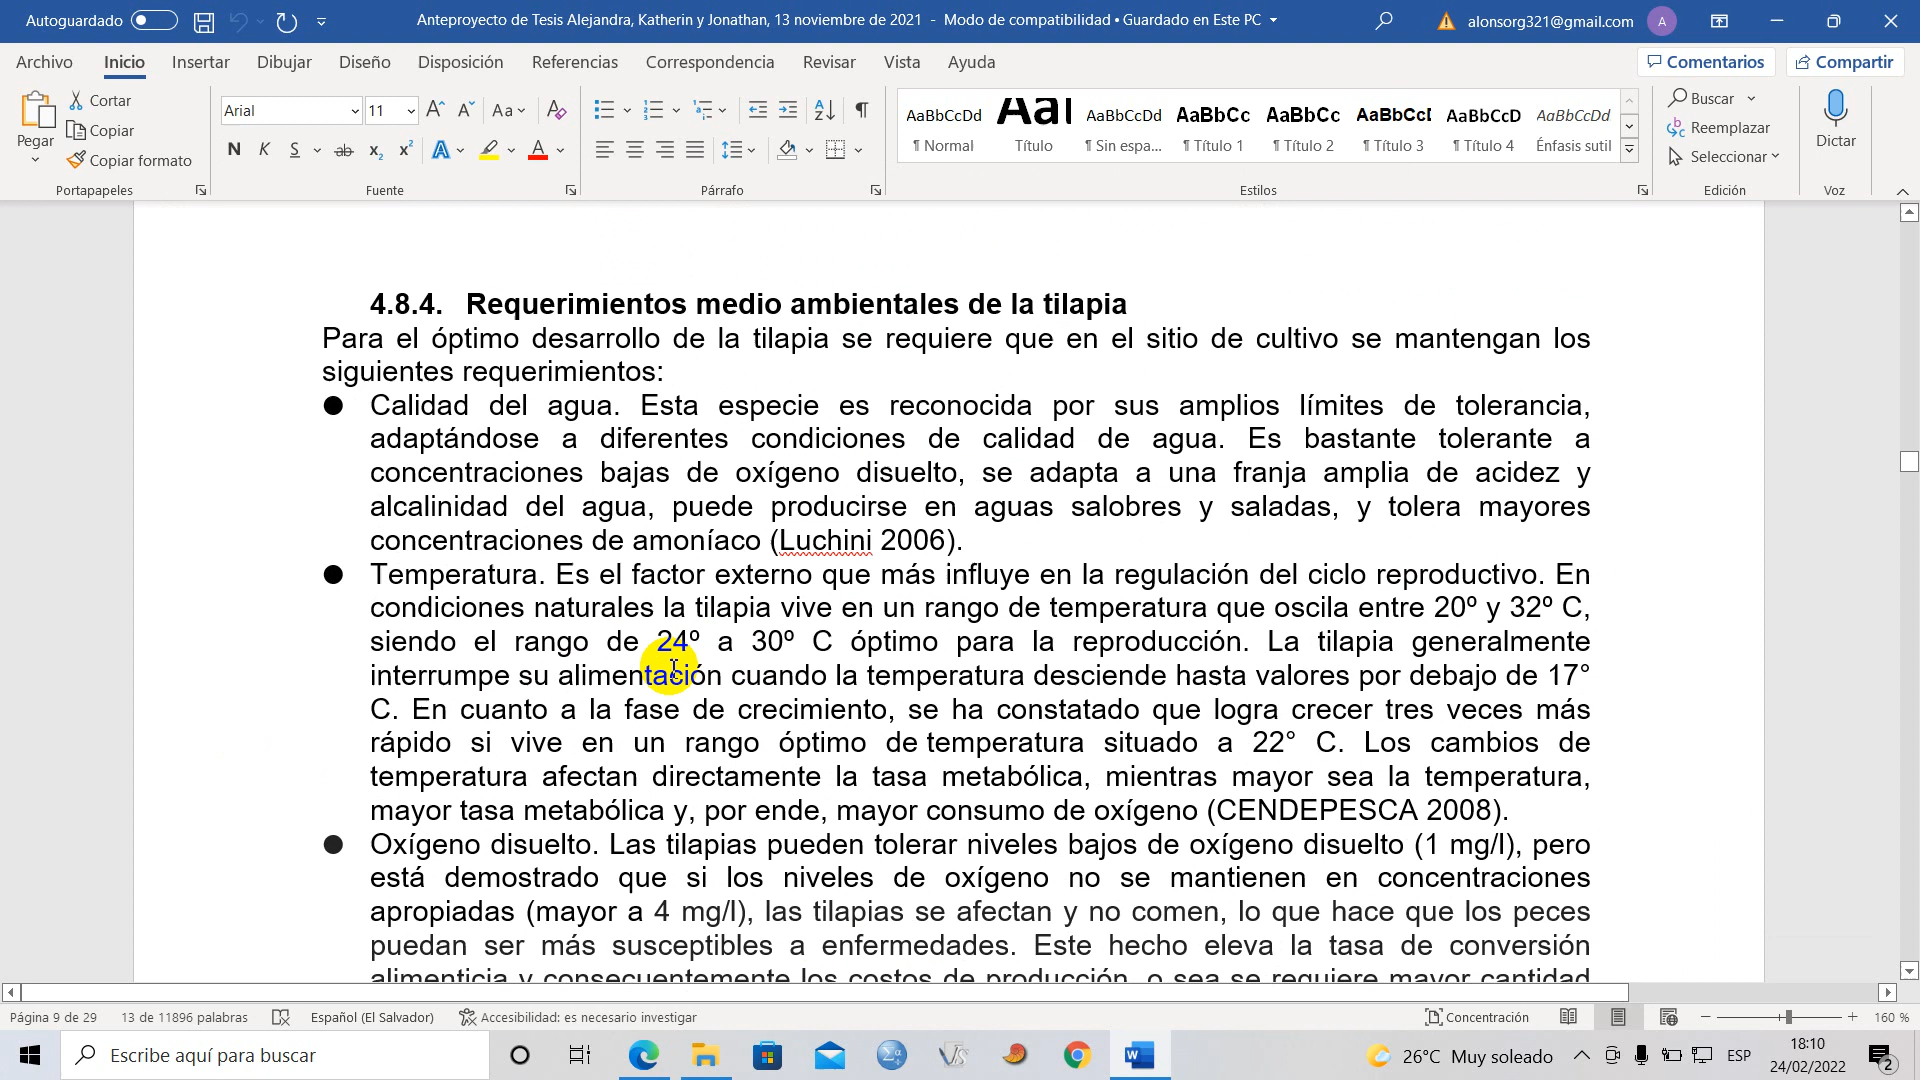 Autoguardado
Anteproyecto de Tesis Alejandra, Katherin y Jonathan, 13 noviembre de 2021 - Modo de compatibilidad • Guardado en Este PC
alonsorg321@gmail.com
A
Archivo Inicio Insertar Dibujar Diseño Disposición Referencias Correspondencia Revisar Vista Ayuda
Comentarios
Compartir
Pegar
Cortar
Copiar
Copiar formato
Portapapeles
Arial 11
Fuente
Párrafo
AaBbCcDd AaI AaBbCcDd AaBbCc AaBbCc AaBbCcI AaBbCcD AaBbCcDd
¶ Normal Título ¶ Sin espa... ¶ Título 1 ¶ Título 2 ¶ Título 3 ¶ Título 4 Énfasis sutil
Estilos
Buscar
Reemplazar
Seleccionar
Edición
Dictar
Voz
4.8.4. Requerimientos medio ambientales de la tilapia
Para el óptimo desarrollo de la tilapia se requiere que en el sitio de cultivo se mantengan los
siguientes requerimientos:
● Calidad del agua. Esta especie es reconocida por sus amplios límites de tolerancia,
adaptándose a diferentes condiciones de calidad de agua. Es bastante tolerante a
concentraciones bajas de oxígeno disuelto, se adapta a una franja amplia de acidez y
alcalinidad del agua, puede producirse en aguas salobres y saladas, y tolera mayores
concentraciones de amoníaco (Luchini 2006).
● Temperatura. Es el factor externo que más influye en la regulación del ciclo reproductivo. En
condiciones naturales la tilapia vive en un rango de temperatura que oscila entre 20º y 32º C,
siendo el rango de 24º a 30º C óptimo para la reproducción. La tilapia generalmente
interrumpe su alimentación cuando la temperatura desciende hasta valores por debajo de 17°
C. En cuanto a la fase de crecimiento, se ha constatado que logra crecer tres veces más
rápido si vive en un rango óptimo de temperatura situado a 22° C. Los cambios de
temperatura afectan directamente la tasa metabólica, mientras mayor sea la temperatura,
mayor tasa metabólica y, por ende, mayor consumo de oxígeno (CENDEPESCA 2008).
● Oxígeno disuelto. Las tilapias pueden tolerar niveles bajos de oxígeno disuelto (1 mg/l), pero
está demostrado que si los niveles de oxígeno no se mantienen en concentraciones
apropiadas (mayor a 4 mg/l), las tilapias se afectan y no comen, lo que hace que los peces
puedan ser más susceptibles a enfermedades. Este hecho eleva la tasa de conversión
alimenticia y consecuentemente los costos de producción, o sea se requiere mayor cantidad
Página 9 de 29 13 de 11896 palabras Español (El Salvador) Accesibilidad: es necesario investigar Concentración 160 %
Escribe aquí para buscar
26°C Muy soleado
ESP
18:10
24/02/2022
2